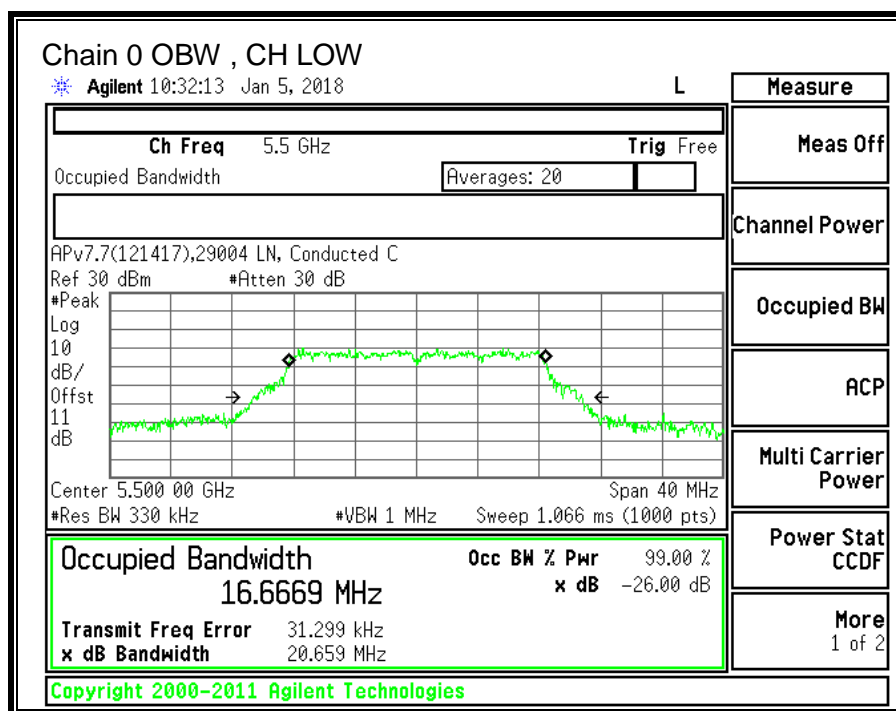 Chain 0 OBW , CH LOW
Agilent 10:32:13 Jan 5, 2018 L
Measure
Ch Freq 5.5 GHz Trig Free
Occupied Bandwidth Averages: 20
APv7.7(121417),29004 LN, Conducted C
Ref 30 dBm #Atten 30 dB
#Peak
Log
10
dB/
Offst
11
dB
Center 5.500 00 GHz Span 40 MHz
#Res BW 330 kHz #VBW 1 MHz Sweep 1.066 ms (1000 pts)
Occupied Bandwidth Occ BW % Pwr 99.00 %
16.6669 MHz x dB -26.00 dB
Transmit Freq Error 31.299 kHz
x dB Bandwidth 20.659 MHz
Copyright 2000-2011 Agilent Technologies
Meas Off
Channel Power
Occupied BW
ACP
Multi Carrier
Power
Power Stat
CCDF
More
1 of 2